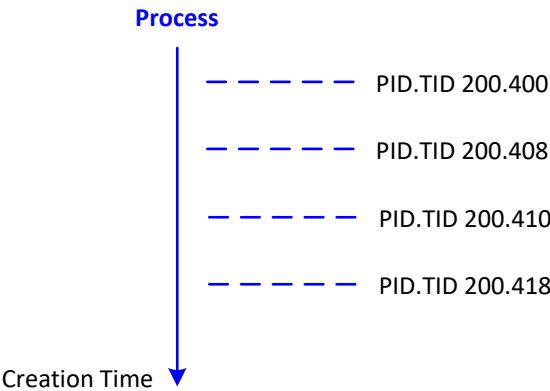 Process
PID.TID 200.400
PID.TID 200.408
PID.TID 200.410
PID.TID 200.418
Creation Time